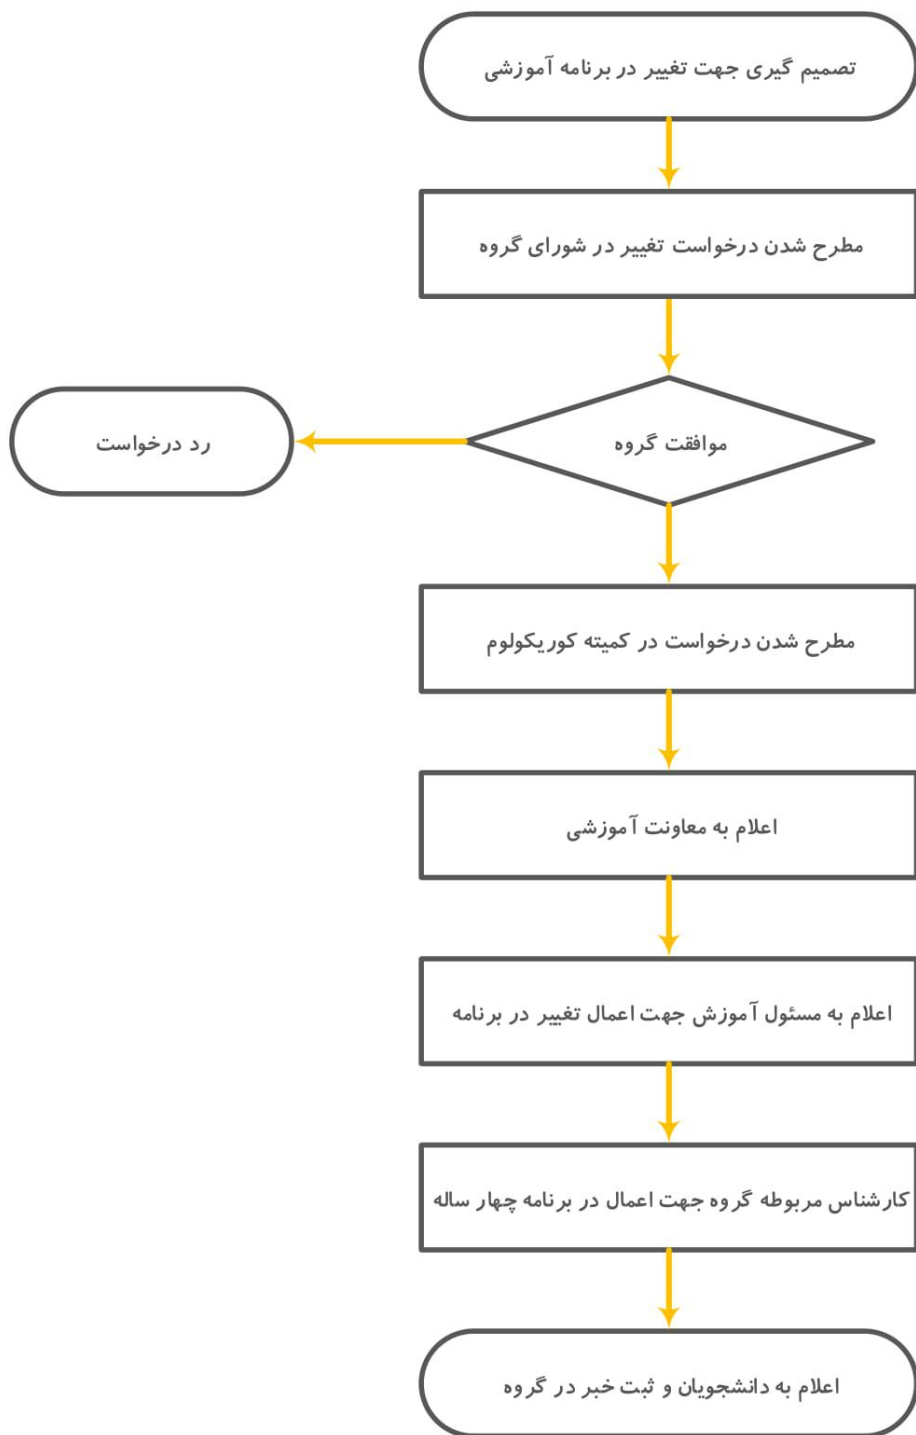 تصمیم گیری جهت تغییر در برنامه آموزشی
مطرح شدن درخواست تغییر در شورای گروه
موافقت گروه
رد درخواست
مطرح شدن درخواست در کمیته کوریکولوم
اعلام به معاونت آموزشی
اعلام به مسئول آموزش جهت اعمال تغییر در برنامه
کارشناس مربوطه گروه جهت اعمال در برنامه چهار ساله
اعلام به دانشجویان و ثبت خبر در گروه